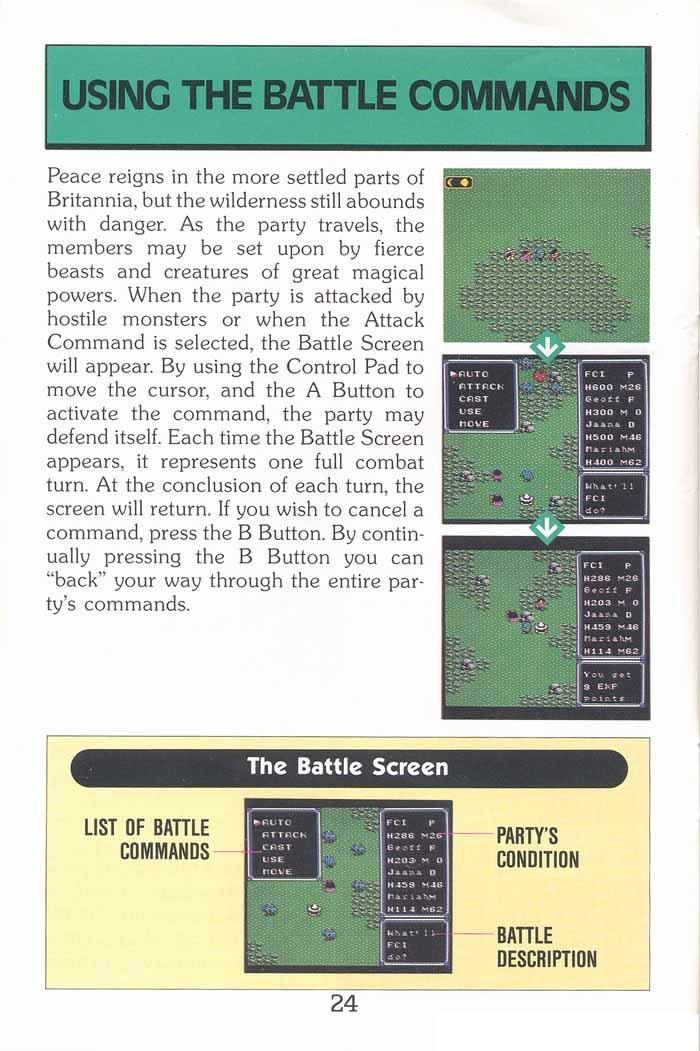 USING THE BATTLE COMMANDS
Peace reigns in the more settled parts of
Britannia, but the wilderness still abounds
with danger. As the party travels, the
members may be set upon by fierce
beasts and creatures of great magical
powers. When the party is attacked by
hostile monsters or when the Attack
Command is selected, the Battle Screen
will appear. By using the Control Pad to
move the cursor, and the A Button to
activate the command, the party may
defend itself. Each time the Battle Screen
appears, it represents one full combat
turn. At the conclusion of each turn, the
screen will return. If you wish to cancel a
command, press the B Button. By contin-
ually pressing the B Button you can
“back” your way through the entire par-
ty's commands.
AUTO
ATTACK
CAST
USE
MOVE
FCI P
H600 M26
Geoff F
H300 M 0
Jaana D
H500 M46
MariahM
H400 M62
What'll
FCI
do?
FCI P
H286 M26
Geoff F
H203 M 0
Jaana D
H459 M46
MariahM
H114 M62
You get
9 EXP
points
The Battle Screen
LIST OF BATTLE
COMMANDS
AUTO
ATTACK
CAST
USE
MOVE
FCI P
H286 M26
Geoff F
H203 M 0
Jaana D
H459 M46
MariahM
H114 M62
What'll
FCI
do?
PARTY'S
CONDITION
BATTLE
DESCRIPTION
24